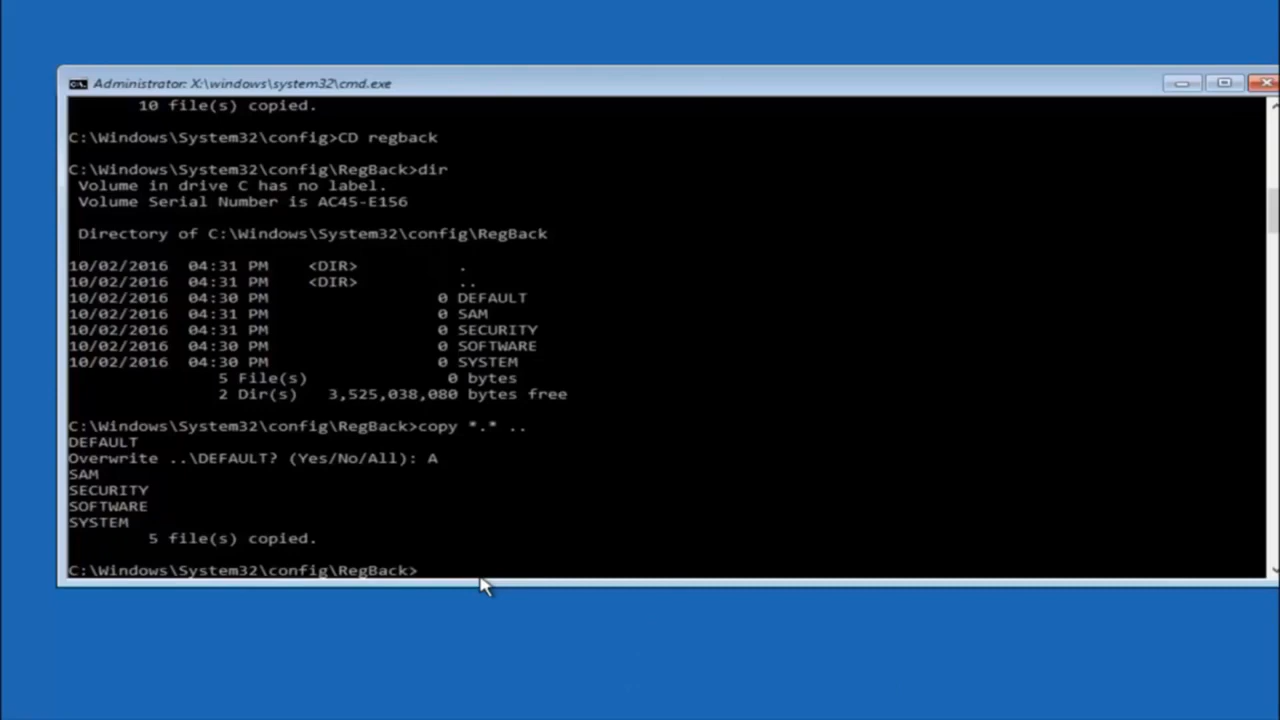 Administrator: X:\windows\system32\cmd.exe
10 file(s) copied.
C:\Windows\System32\config>CD regback
C:\Windows\System32\config\RegBack>dir
Volume in drive C has no label.
Volume Serial Number is AC45-E156
Directory of C:\Windows\System32\config\RegBack
10/02/2016 04:31 PM <DIR> .
10/02/2016 04:31 PM <DIR> ..
10/02/2016 04:30 PM 0 DEFAULT
10/02/2016 04:31 PM 0 SAM
10/02/2016 04:31 PM 0 SECURITY
10/02/2016 04:30 PM 0 SOFTWARE
10/02/2016 04:30 PM 0 SYSTEM
5 File(s) 0 bytes
2 Dir(s) 3,525,038,080 bytes free
C:\Windows\System32\config\RegBack>copy *.* ..
DEFAULT
Overwrite ..\DEFAULT? (Yes/No/All): A
SAM
SECURITY
SOFTWARE
SYSTEM
5 file(s) copied.
C:\Windows\System32\config\RegBack>